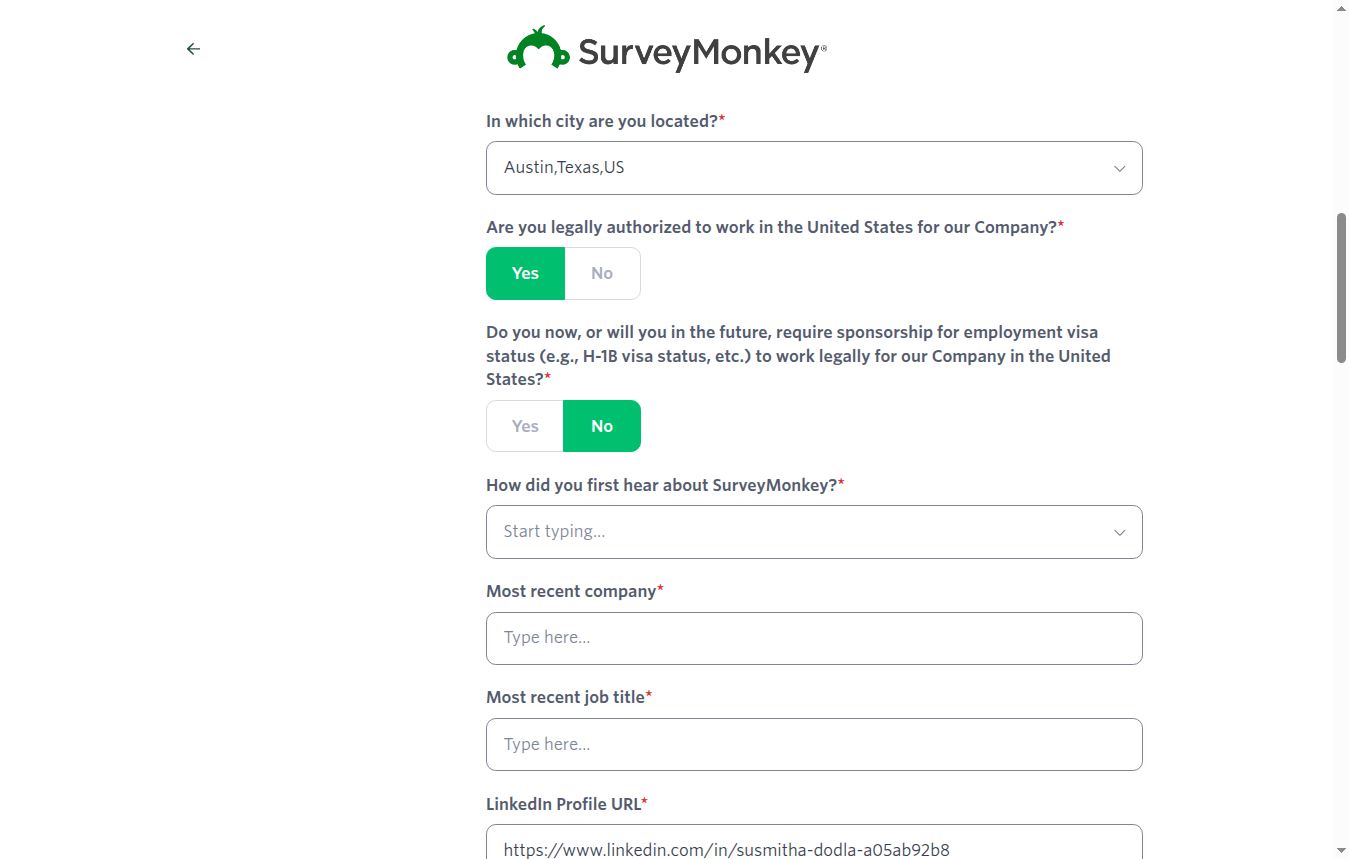 SurveyMonkey®
In which city are you located?*
Austin,Texas,US
Are you legally authorized to work in the United States for our Company?*
Yes No
Do you now, or will you in the future, require sponsorship for employment visa
status (e.g., H-1B visa status, etc.) to work legally for our Company in the United
States?*
Yes No
How did you first hear about SurveyMonkey?*
Start typing...
Most recent company*
Type here...
Most recent job title*
Type here...
LinkedIn Profile URL*
https://www.linkedin.com/in/susmitha-dodla-a05ab92b8